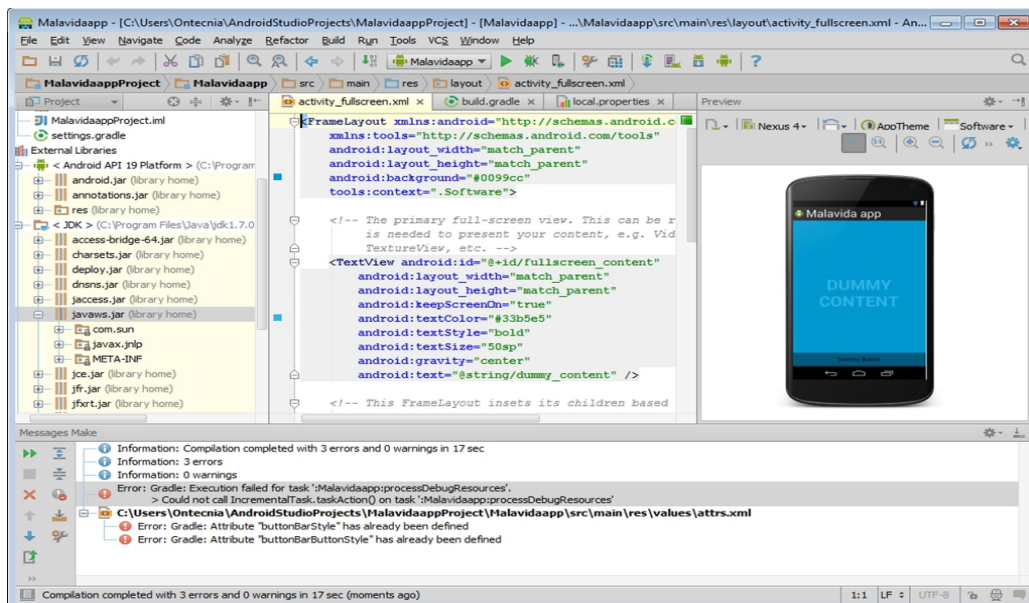 Malavidaapp - [C:\Users\Ontecnia\AndroidStudioProjects\MalavidaappProject] - [Malavidaapp] - ...\Malavidaapp\src\main\res\layout\activity_fullscreen.xml - An...
File Edit View Navigate Code Analyze Refactor Build Run Tools VCS Window Help
Malavidaapp
MalavidaappProject Malavidaapp src main res layout activity_fullscreen.xml
Project
MalavidaappProject.iml
settings.gradle
External Libraries
< Android API 19 Platform > (C:\Program
android.jar (library home)
annotations.jar (library home)
res (library home)
< JDK > (C:\Program Files\Java\jdk1.7.0
access-bridge-64.jar (library home)
charsets.jar (library home)
deploy.jar (library home)
dnsns.jar (library home)
jaccess.jar (library home)
javaws.jar (library home)
com.sun
javax.jnlp
META-INF
jce.jar (library home)
jfr.jar (library home)
jfxrt.jar (library home)
activity_fullscreen.xml build.gradle local.properties
<FrameLayout xmlns:android="http://schemas.android.c
xmlns:tools="http://schemas.android.com/tools"
android:layout_width="match_parent"
android:layout_height="match_parent"
android:background="#0099cc"
tools:context=".Software">
<!-- The primary full-screen view. This can be r
is needed to present your content, e.g. Vid
TextureView, etc. -->
<TextView android:id="@+id/fullscreen_content"
android:layout_width="match_parent"
android:layout_height="match_parent"
android:keepScreenOn="true"
android:textColor="#33b5e5"
android:textStyle="bold"
android:textSize="50sp"
android:gravity="center"
android:text="@string/dummy_content" />
<!-- This FrameLayout insets its children based
Preview
Nexus 4 AppTheme Software
Malavida app
DUMMY
CONTENT
Dummy Button
Messages Make
Information: Compilation completed with 3 errors and 0 warnings in 17 sec
Information: 3 errors
Information: 0 warnings
Error: Gradle: Execution failed for task ':Malavidaapp:processDebugResources'.
> Could not call IncrementalTask.taskAction() on task ':Malavidaapp:processDebugResources'
C:\Users\Ontecnia\AndroidStudioProjects\MalavidaappProject\Malavidaapp\src\main\res\values\attrs.xml
Error: Gradle: Attribute "buttonBarStyle" has already been defined
Error: Gradle: Attribute "buttonBarButtonStyle" has already been defined
Compilation completed with 3 errors and 0 warnings in 17 sec (moments ago) 1:1 LF UTF-8